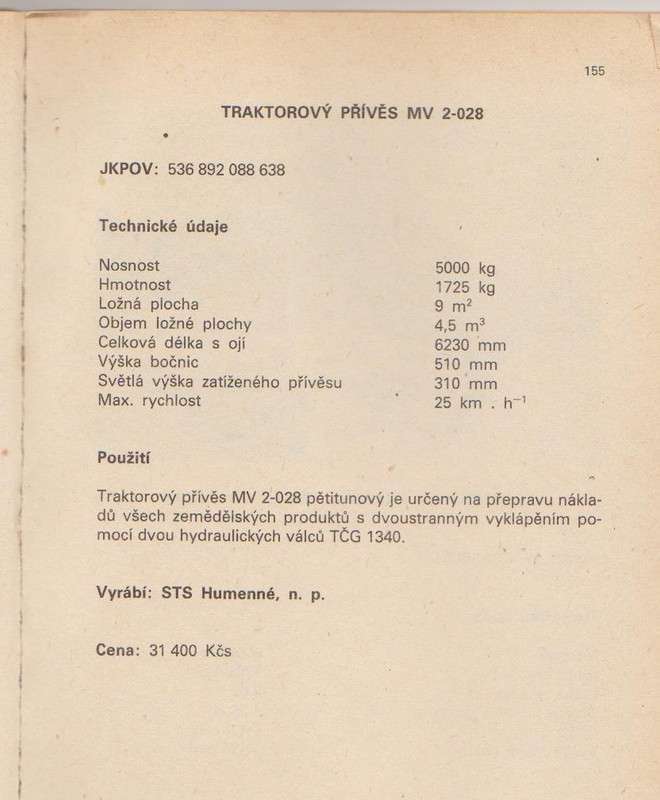 155
TRAKTOROVÝ PŘÍVĚS MV 2-028
JKPOV: 536 892 088 638
Technické údaje
Nosnost 5000 kg
Hmotnost 1725 kg
Ložná plocha 9 m²
Objem ložné plochy 4,5 m³
Celková délka s ojí 6230 mm
Výška bočnic 510 mm
Světlá výška zatíženého přívěsu 310 mm
Max. rychlost 25 km . h⁻¹
Použití
Traktorový přívěs MV 2-028 pětitunový je určený na přepravu nákla-
dů všech zemědělských produktů s dvoustranným vyklápěním po-
mocí dvou hydraulických válců TČG 1340.
Vyrábí: STS Humenné, n. p.
Cena: 31 400 Kčs